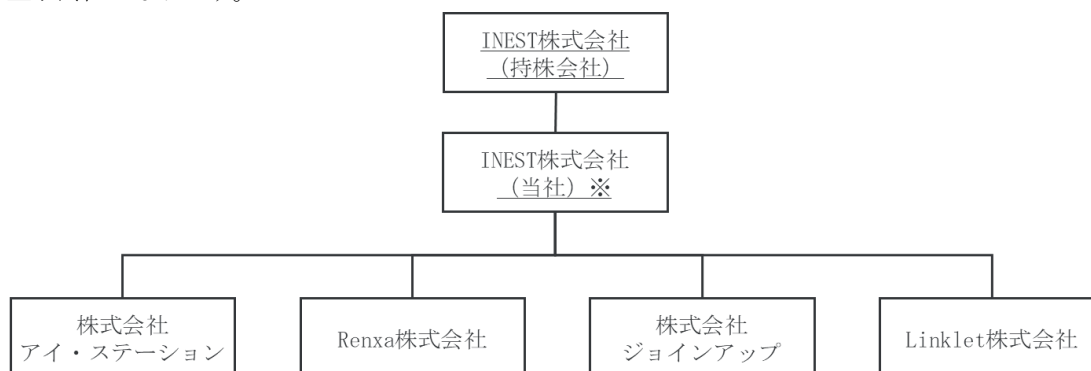 INEST株式会社
(持株会社)
INEST株式会社
(当社)※
株式会社
アイ・ステーション
Renxa株式会社
株式会社
ジョインアップ
Linklet株式会社